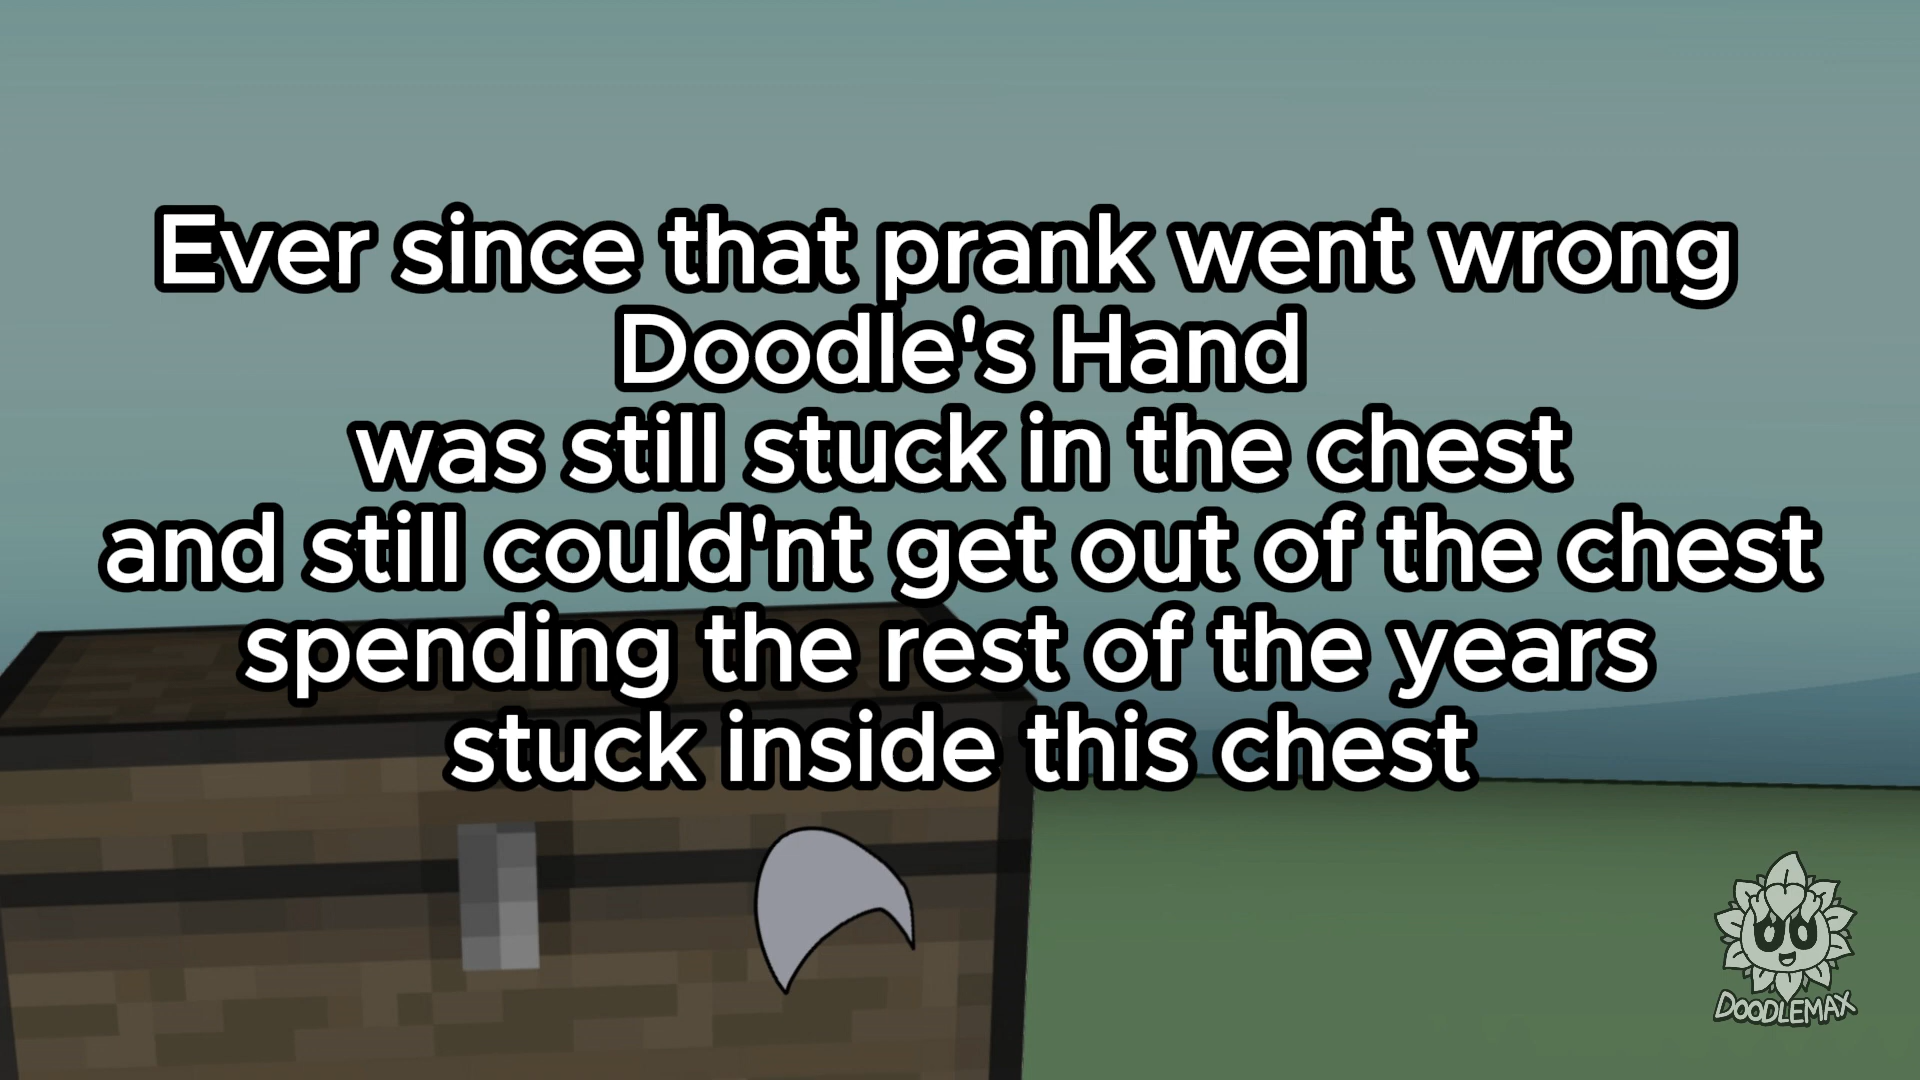 Ever since that prank went wrong
Doodle's Hand
was still stuck in the chest
and still could'nt get out of the chest
spending the rest of the years
stuck inside this chest
DOODLEMAX